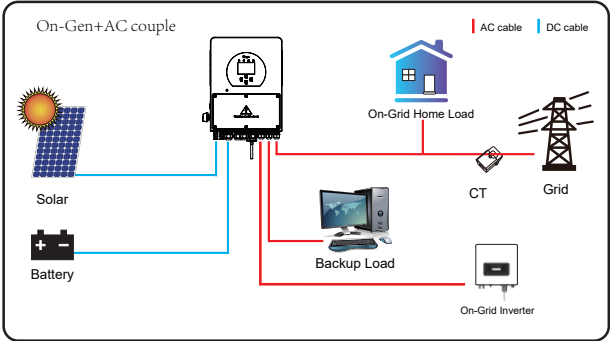 On-Gen+AC couple
AC cable
DC cable
On-Grid Home Load
Solar
CT
Grid
Battery
Backup Load
On-Grid Inverter